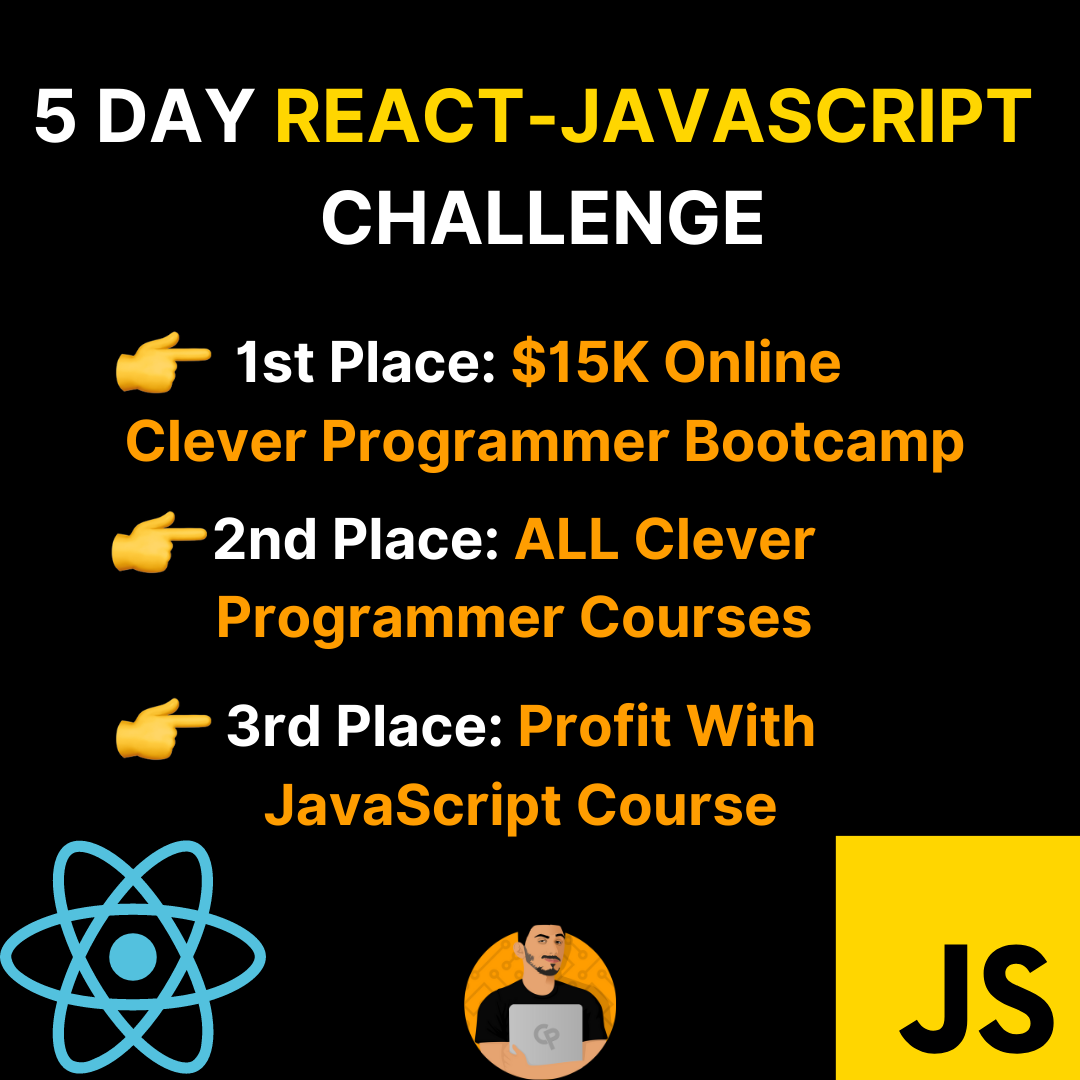 5 DAY REACT-JAVASCRIPT
CHALLENGE
👉 1st Place: $15K Online
Clever Programmer Bootcamp
👉 2nd Place: ALL Clever
Programmer Courses
👉 3rd Place: Profit With
JavaScript Course
CP
JS